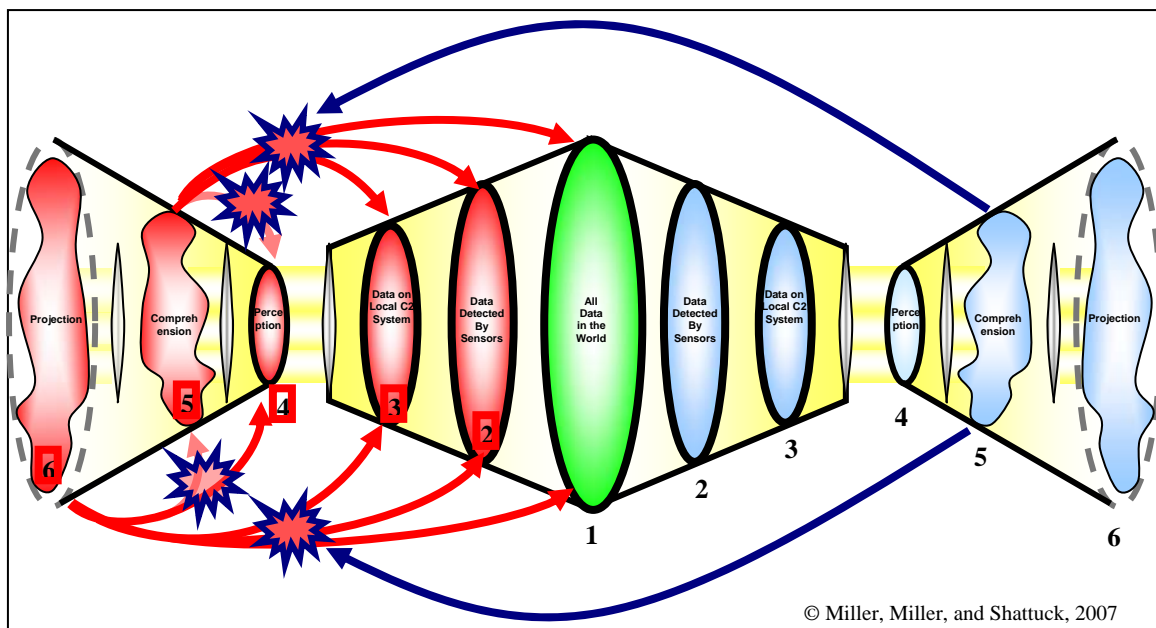 Projection
Compreh
ension
Perce
ption
Data on
Local C2
System
Data
Detected
By
Sensors
All
Data
in the
World
Data
Detected
By
Sensors
Data on
Local C2
System
Perce
ption
Compreh
ension
Projection
6
5
4
3
2
1
2
3
4
5
6
© Miller, Miller, and Shattuck, 2007